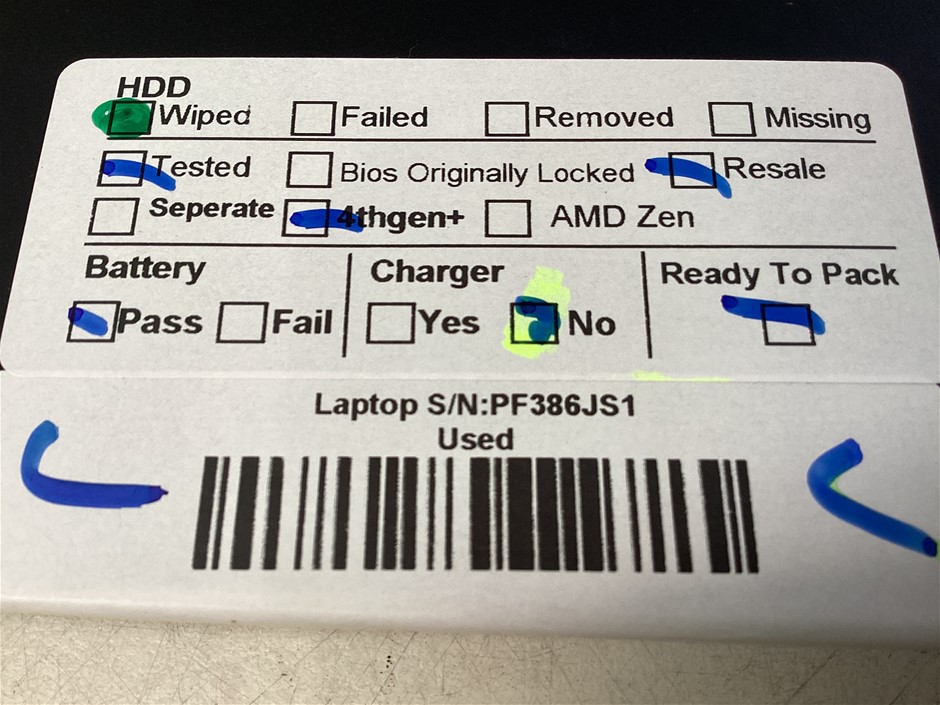 HDD
Wiped Failed Removed Missing
Tested Bios Originally Locked Resale
Seperate 4thgen+ AMD Zen
Battery Charger Ready To Pack
Pass Fail Yes No
Laptop S/N:PF386JS1
Used